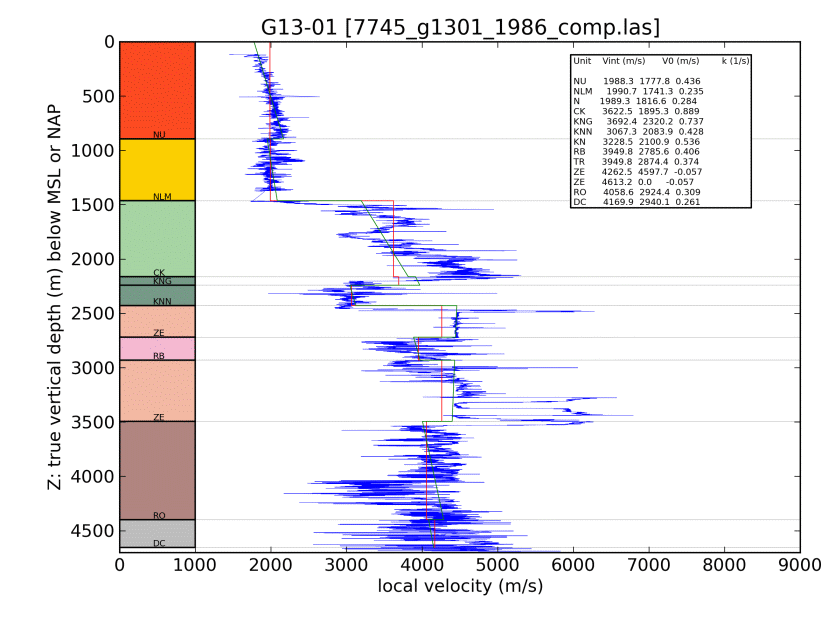 G13-01 [7745_g1301_1986_comp.las]
Z: true vertical depth (m) below MSL or NAP
0
500
1000
1500
2000
2500
3000
3500
4000
4500
NU
NLM
CK
KNG
KNN
ZE
RB
ZE
RO
DC
Unit Vint (m/s) V0 (m/s) k (1/s)
NU 1988.3 1777.8 0.436
NLM 1990.7 1741.3 0.235
N 1989.3 1816.6 0.284
CK 3622.5 1895.3 0.889
KNG 3692.4 2320.2 0.737
KNN 3067.3 2083.9 0.428
KN 3228.5 2100.9 0.536
RB 3949.8 2785.6 0.406
TR 3949.8 2874.4 0.374
ZE 4262.5 4597.7 -0.057
ZE 4613.2 0.0 -0.057
RO 4058.6 2924.4 0.309
DC 4169.9 2940.1 0.261
0 1000 2000 3000 4000 5000 6000 7000 8000 9000
local velocity (m/s)